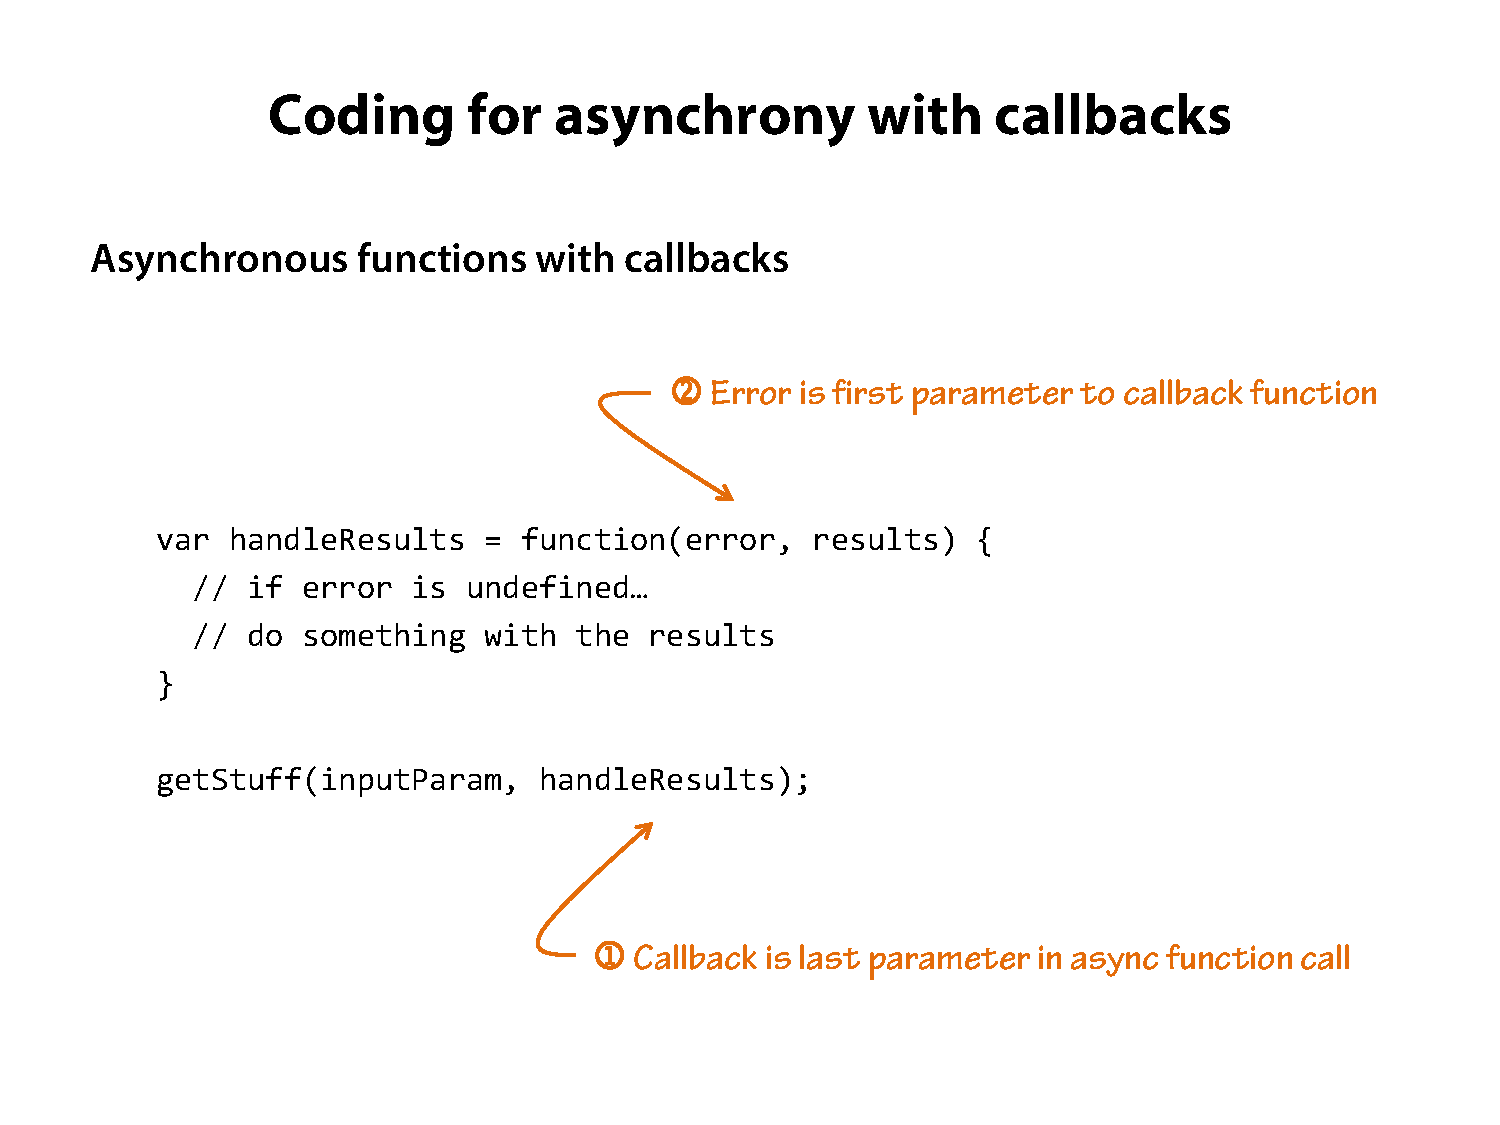 Coding for asynchrony with callbacks
Asynchronous functions with callbacks
② Error is first parameter to callback function
var handleResults = function(error, results) {
  // if error is undefined…
  // do something with the results
}
getStuff(inputParam, handleResults);
① Callback is last parameter in async function call